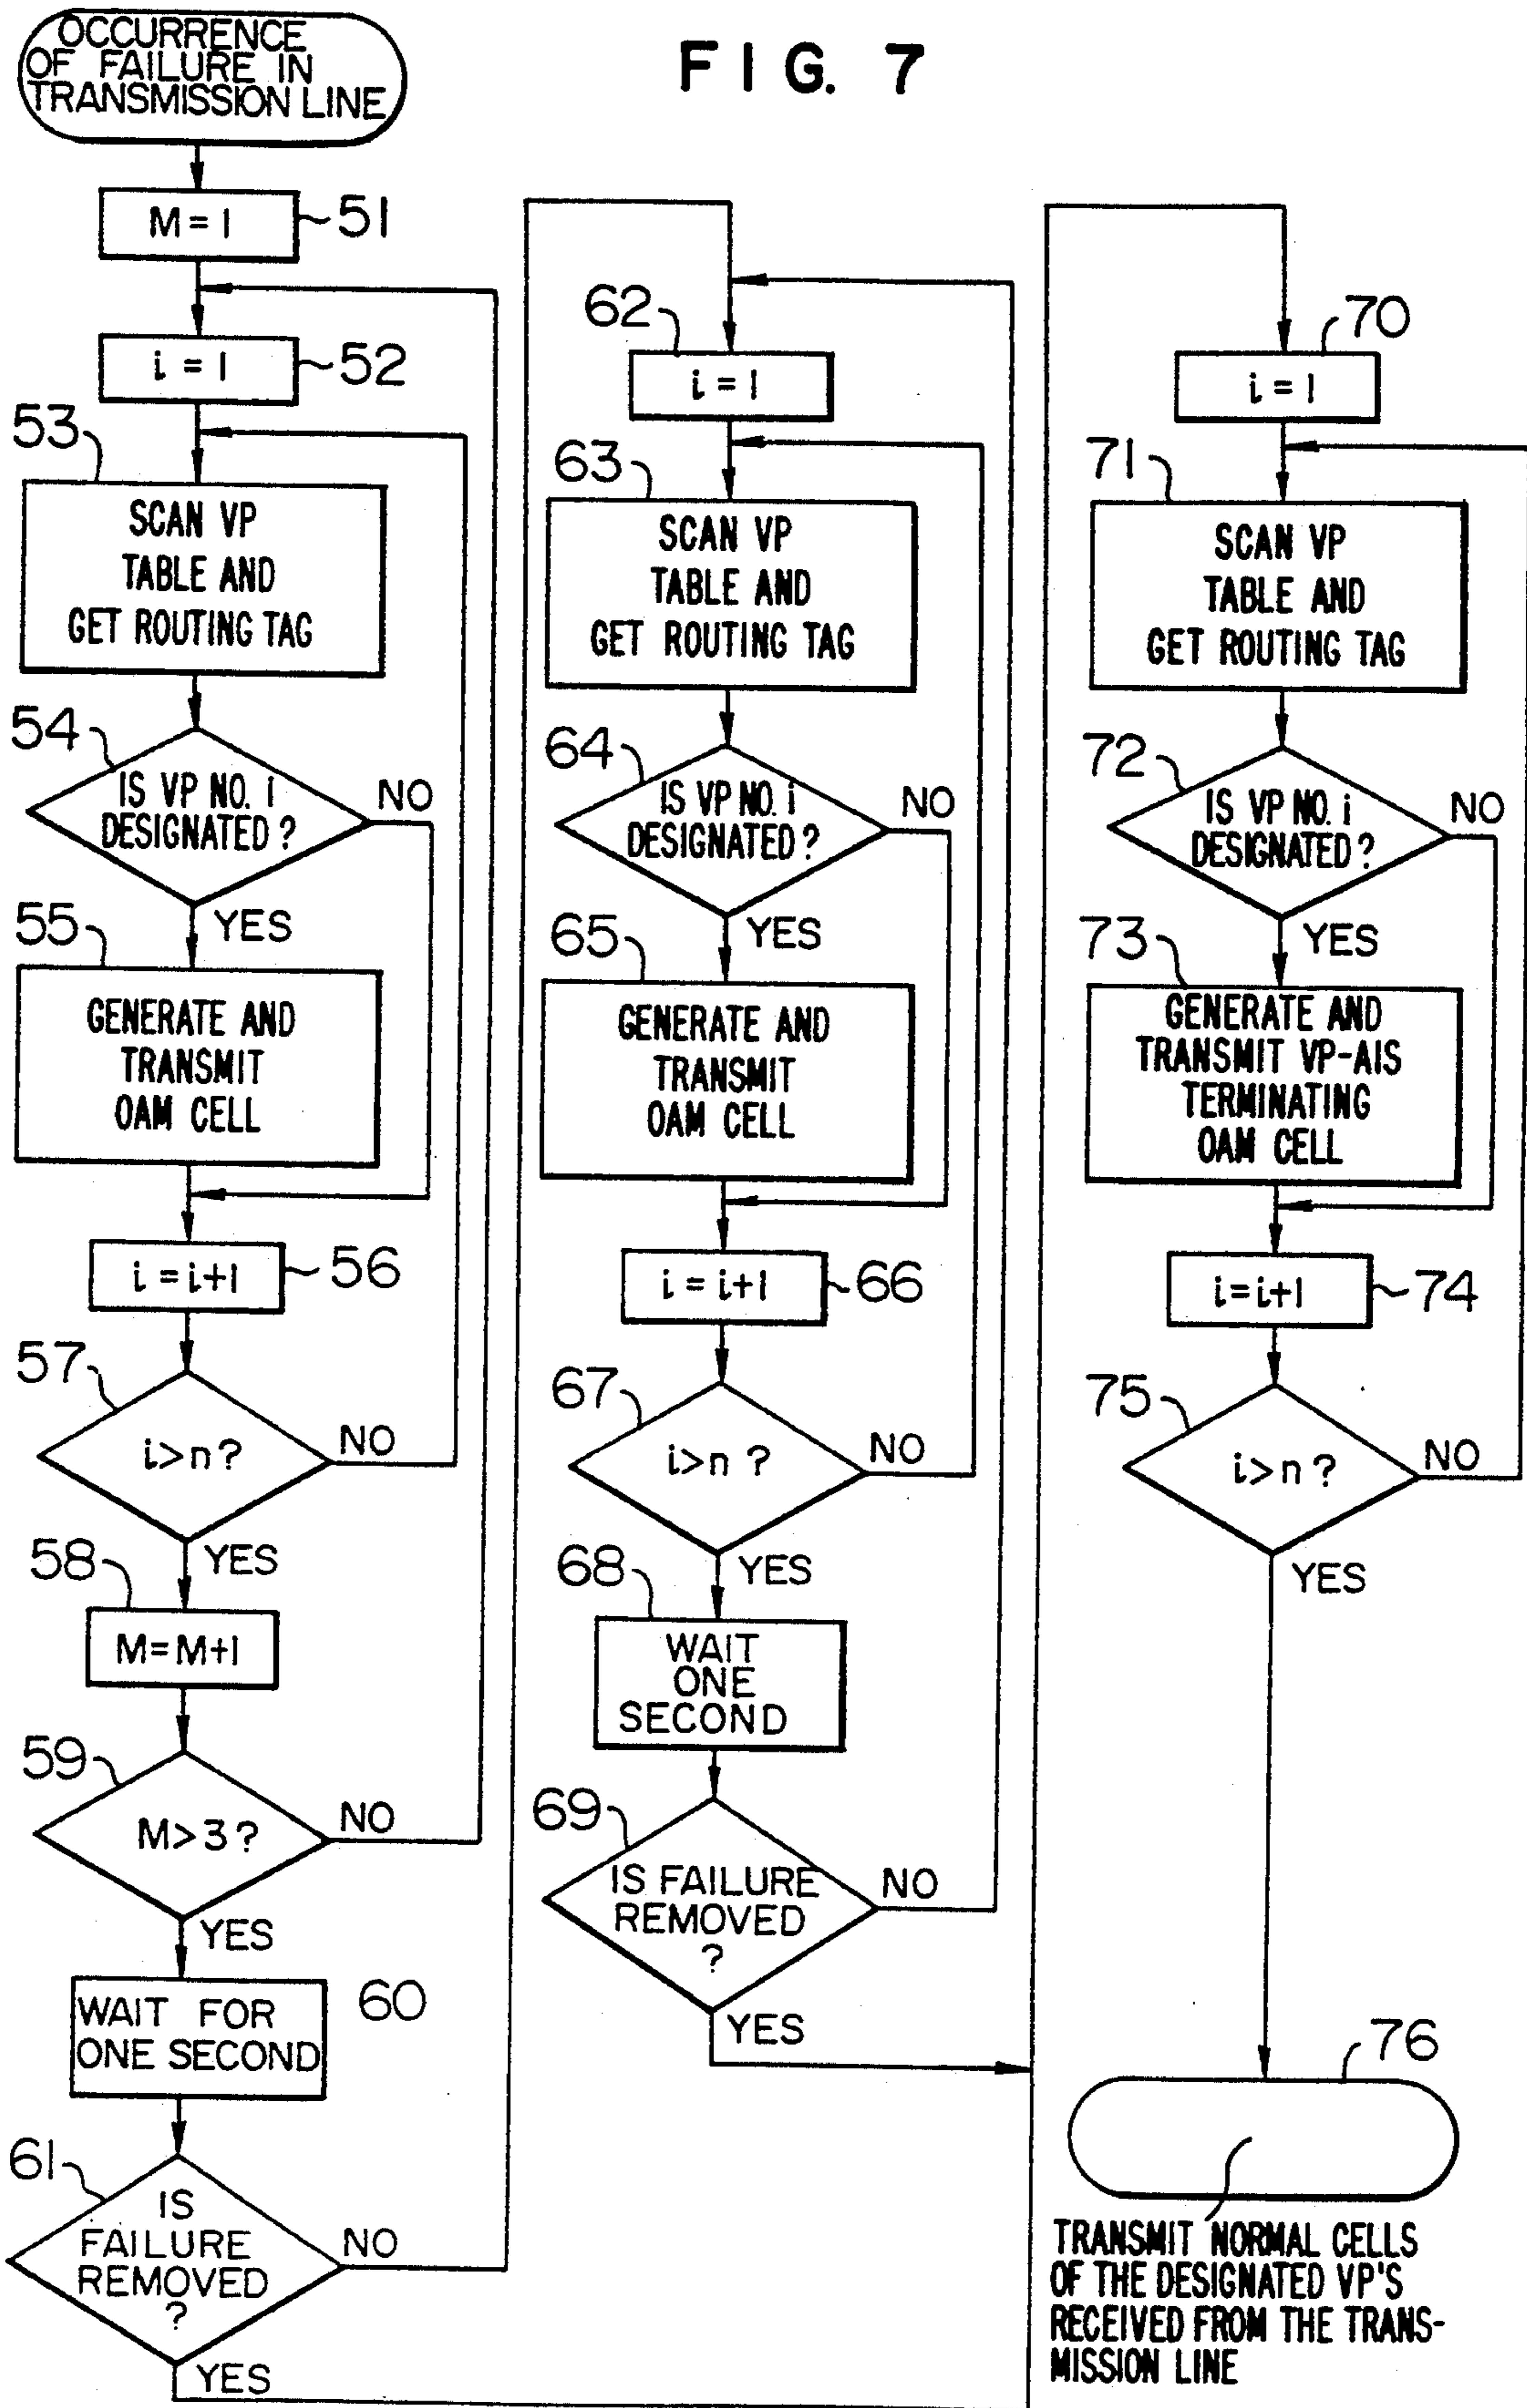 FIG. 7
OCCURRENCE
OF FAILURE IN
TRANSMISSION LINE
M = 1
51
i = 1
52
53
SCAN VP
TABLE AND
GET ROUTING TAG
54
IS VP NO. i
DESIGNATED?
NO
YES
55
GENERATE AND
TRANSMIT
OAM CELL
i = i+1
56
57
i>n?
NO
YES
58
M=M+1
59
M>3?
NO
YES
WAIT FOR
ONE SECOND
60
61
IS
FAILURE
REMOVED
?
NO
YES
62
i = 1
63
SCAN VP
TABLE AND
GET ROUTING TAG
64
IS VP NO. i
DESIGNATED?
NO
YES
65
GENERATE AND
TRANSMIT
OAM CELL
i = i+1
66
67
i>n ?
NO
YES
68
WAIT
ONE
SECOND
69
IS FAILURE
REMOVED
?
NO
YES
70
i = 1
71
SCAN VP
TABLE AND
GET ROUTING TAG
72
IS VP NO. i
DESIGNATED?
NO
YES
73
GENERATE AND
TRANSMIT VP-AIS
TERMINATING
OAM CELL
i=i+1
74
75
i>n ?
NO
YES
76
TRANSMIT NORMAL CELLS
OF THE DESIGNATED VP'S
RECEIVED FROM THE TRANS-
MISSION LINE